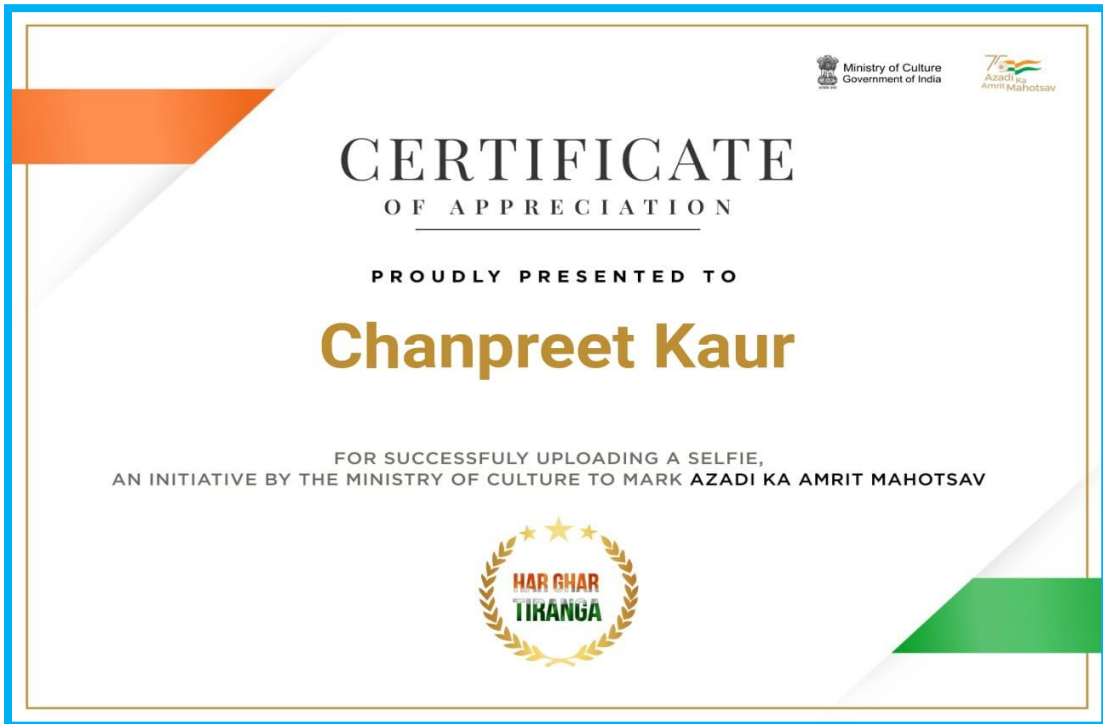 Ministry of Culture
Government of India
75
Azadi Ka
Amrit Mahotsav
CERTIFICATE
OF APPRECIATION
PROUDLY PRESENTED TO
Chanpreet Kaur
FOR SUCCESSFULY UPLOADING A SELFIE,
AN INITIATIVE BY THE MINISTRY OF CULTURE TO MARK AZADI KA AMRIT MAHOTSAV
HAR GHAR
TIRANGA